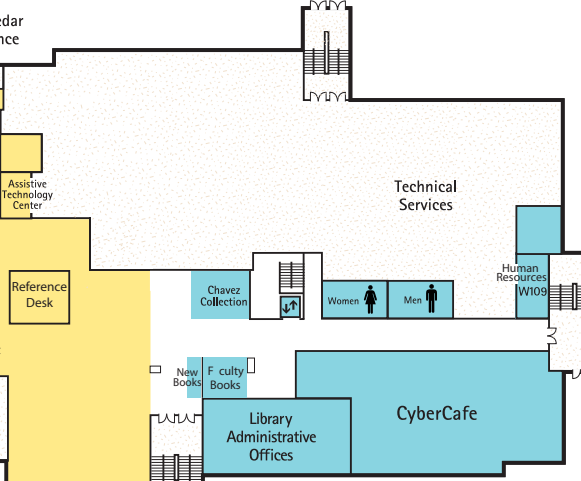 edar
nce
Technical
Services
Assistive
Technology
Center
Human
Resources
W109
Reference
Desk
Chavez
Collection
Women
Men
New
Books
F culty
Books
Library
Administrative
Offices
CyberCafe